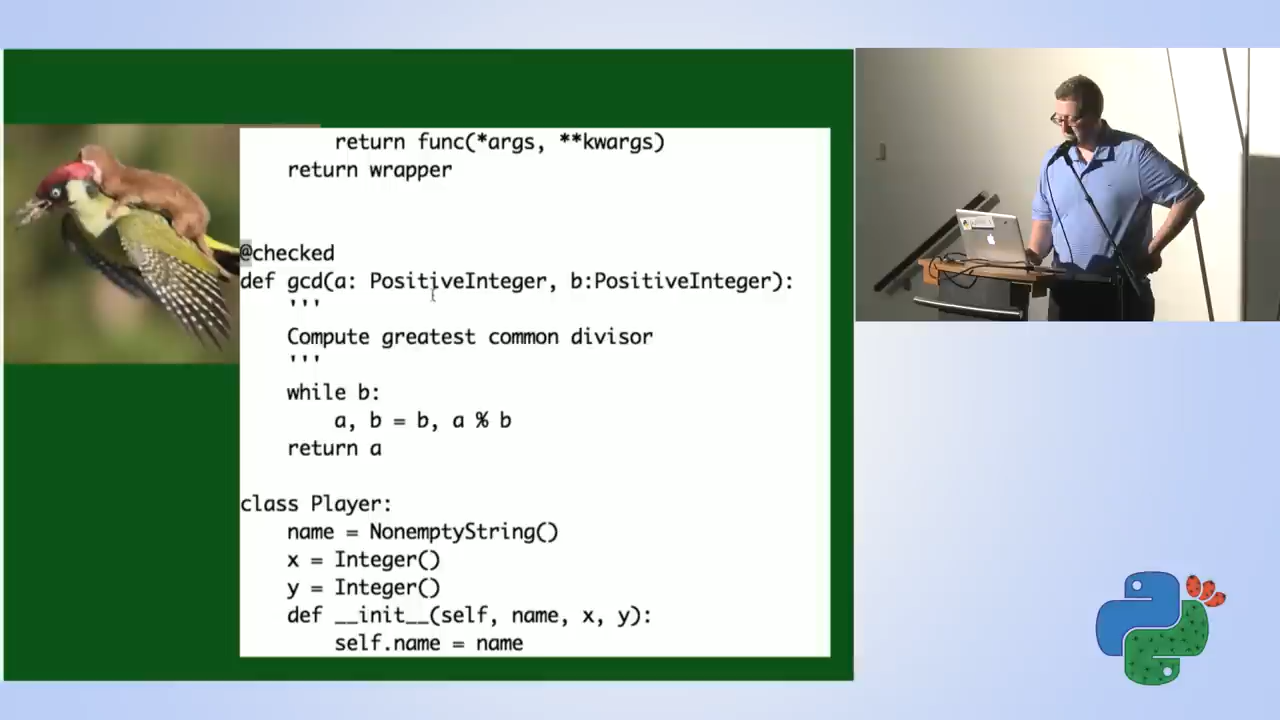 return func(*args, **kwargs)
return wrapper
@checked
def gcd(a: PositiveInteger, b:PositiveInteger):
'''
Compute greatest common divisor
'''
while b:
a, b = b, a % b
return a
class Player:
name = NonemptyString()
x = Integer()
y = Integer()
def __init__(self, name, x, y):
self.name = name